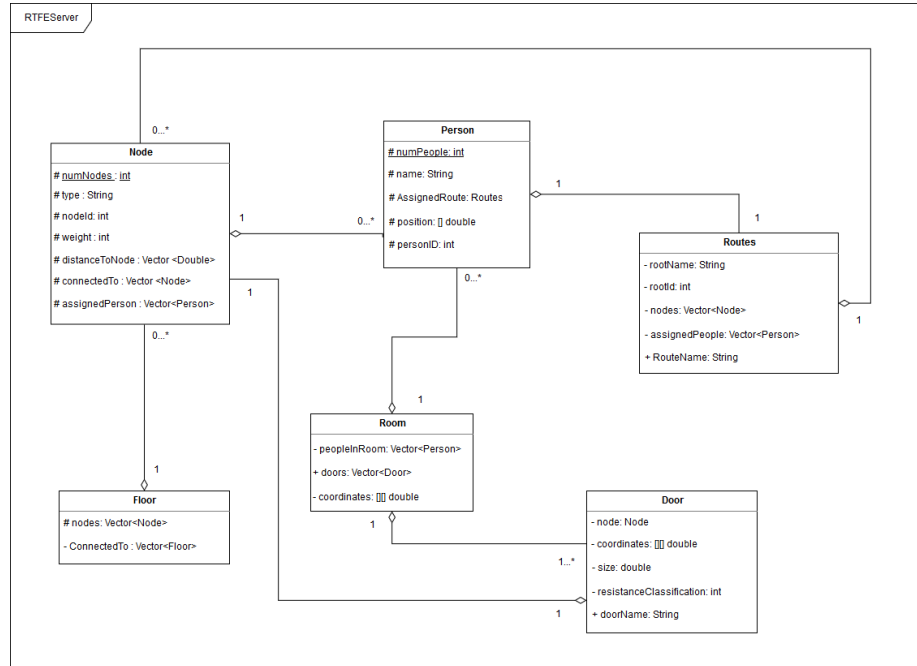 RTFEServer
0...*
Node
# numNodes : int
# type : String
# nodeId: int
# weight : int
# distanceToNode : Vector <Double>
# connectedTo : Vector <Node>
# assignedPerson : Vector<Person>
1
0...*
Person
# numPeople: int
# name: String
# AssignedRoute: Routes
# position: [] double
# personID: int
1
1
Routes
- rootName: String
- rootId: int
- nodes: Vector<Node>
- assignedPeople: Vector<Person>
+ RouteName: String
1
0...*
1
0...*
1
Room
- peopleInRoom: Vector<Person>
+ doors: Vector<Door>
- coordinates: [][] double
1
1
Floor
# nodes: Vector<Node>
- ConnectedTo : Vector<Floor>
1...*
1
Door
- node: Node
- coordinates: [][] double
- size: double
- resistanceClassification: int
+ doorName: String